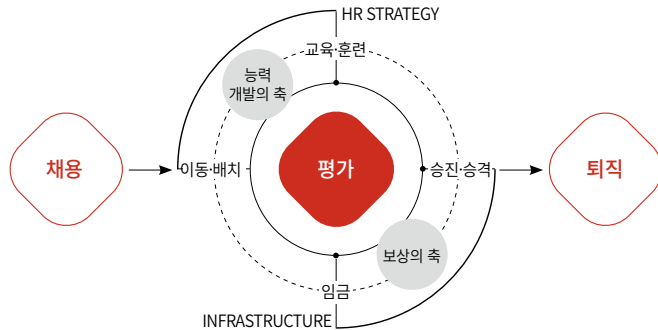 HR STRATEGY
교육·훈련
능력
개발의 축
채용
이동·배치
평가
승진·승격
퇴직
보상의 축
임금
INFRASTRUCTURE